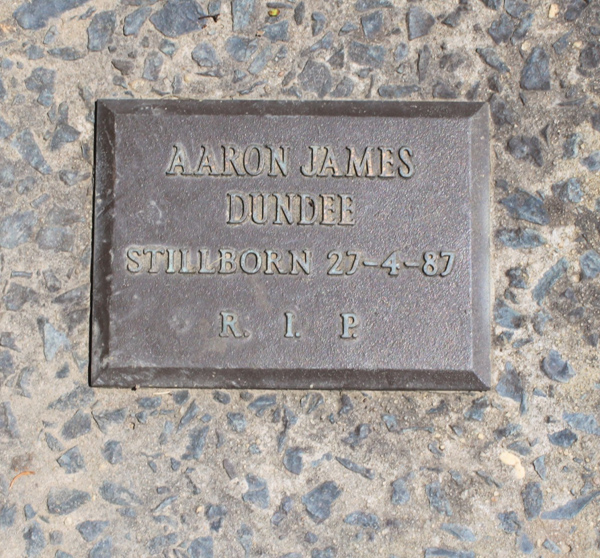 AARON JAMES
DUNDEE
STILLBORN 27-4-87
R. I. P.